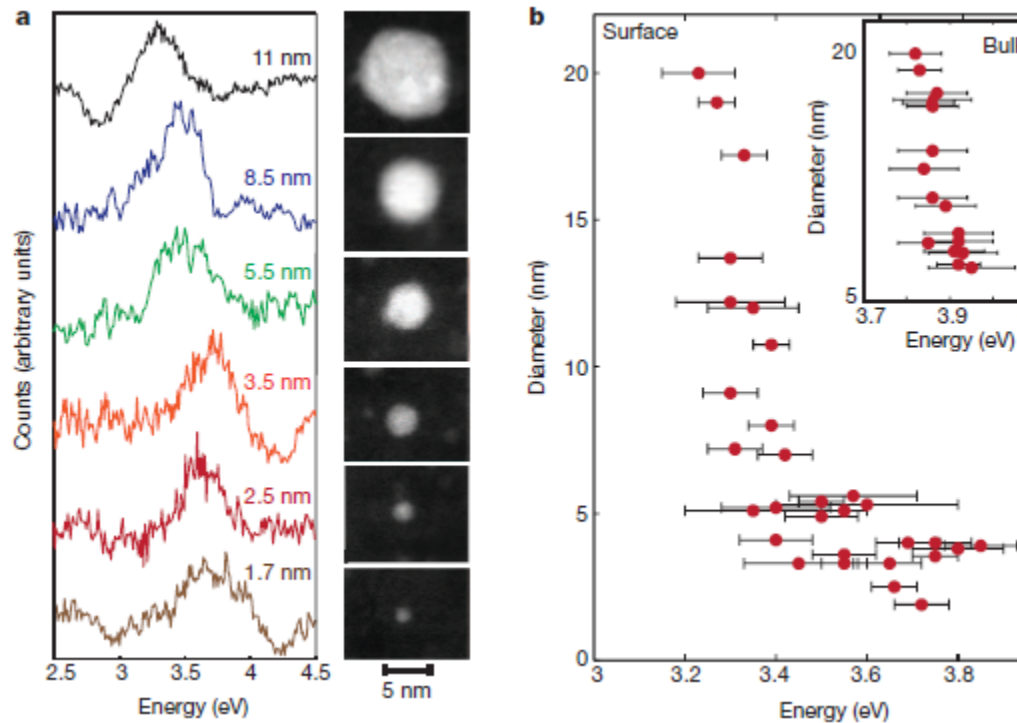 a
11 nm
8.5 nm
5.5 nm
3.5 nm
2.5 nm
1.7 nm
Counts (arbitrary units)
2.5 3 3.5 4 4.5
Energy (eV)
5 nm
b
Surface
20
15
10
5
0
Diameter (nm)
3 3.2 3.4 3.6 3.8
Energy (eV)
Bul
20
5
Diameter (nm)
3.7 3.9
Energy (eV)